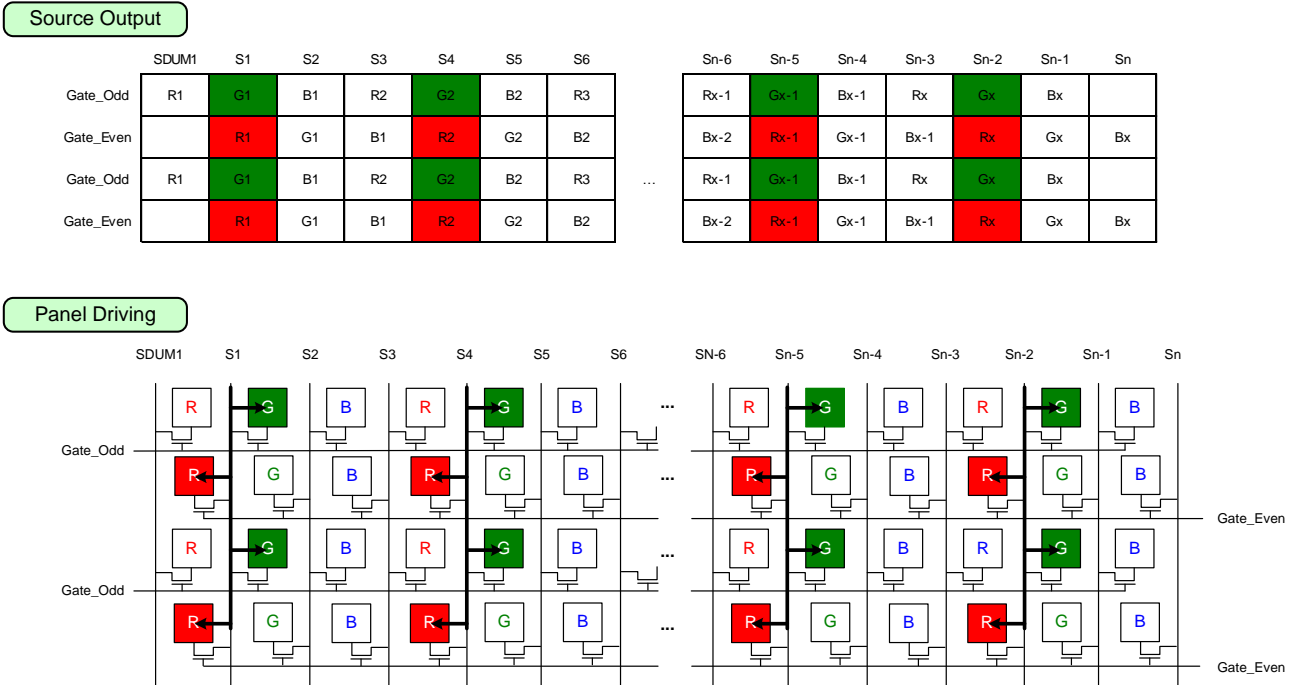 Source Output
SDUM1 S1 S2 S3 S4 S5 S6 Sn-6 Sn-5 Sn-4 Sn-3 Sn-2 Sn-1 Sn
Gate_Odd R1 G1 B1 R2 G2 B2 R3 Rx-1 Gx-1 Bx-1 Rx Gx Bx
Gate_Even R1 G1 B1 R2 G2 B2 Bx-2 Rx-1 Gx-1 Bx-1 Rx Gx Bx
Gate_Odd R1 G1 B1 R2 G2 B2 R3 ... Rx-1 Gx-1 Bx-1 Rx Gx Bx
Gate_Even R1 G1 B1 R2 G2 B2 Bx-2 Rx-1 Gx-1 Bx-1 Rx Gx Bx
Panel Driving
SDUM1 S1 S2 S3 S4 S5 S6 SN-6 Sn-5 Sn-4 Sn-3 Sn-2 Sn-1 Sn
R G B R G B ... R G B R G B
Gate_Odd
R G B R G B ... R G B R G B
Gate_Even
R G B R G B ... R G B R G B
Gate_Odd
R G B R G B ... R G B R G B
Gate_Even